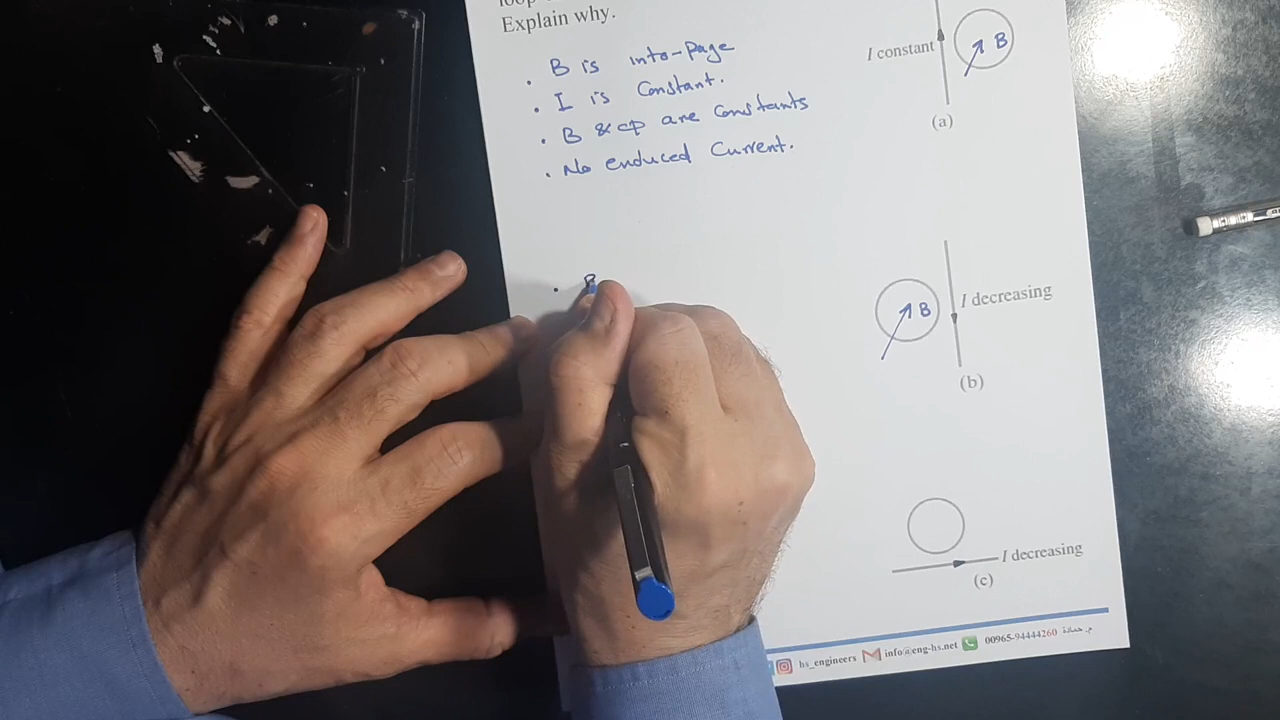 Explain why.
. B is into-Page
. I is Constant.
. B & φ are Constants
. No enduced Current.
. B
I constant
B
(a)
I decreasing
B
(b)
I decreasing
(c)
hs_engineers info@eng-hs.net 00965-94444260 م. حمادة